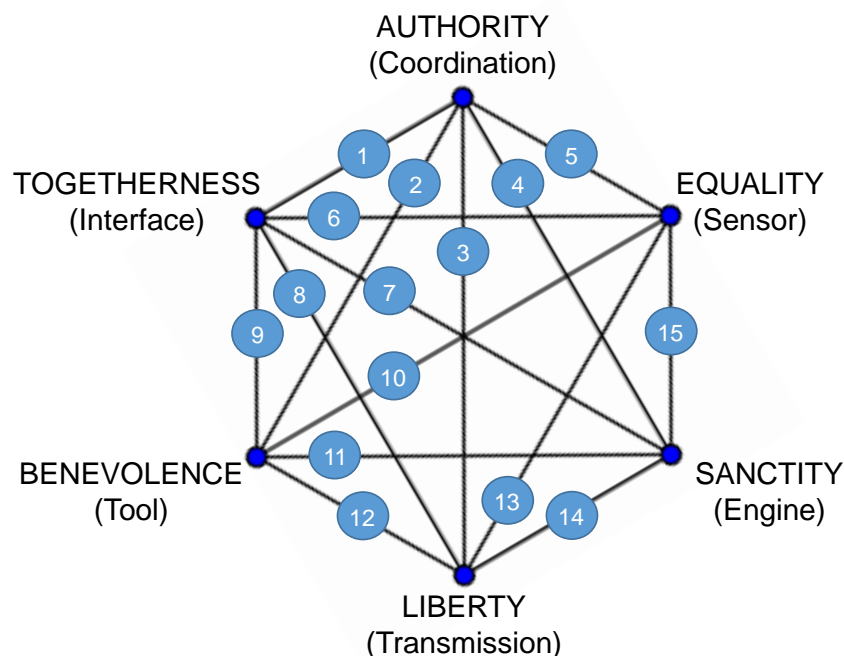 AUTHORITY
(Coordination)
1
5
2
4
TOGETHERNESS
(Interface)
EQUALITY
(Sensor)
6
3
8
7
9
15
10
11
BENEVOLENCE
(Tool)
SANCTITY
(Engine)
13
12
14
LIBERTY
(Transmission)